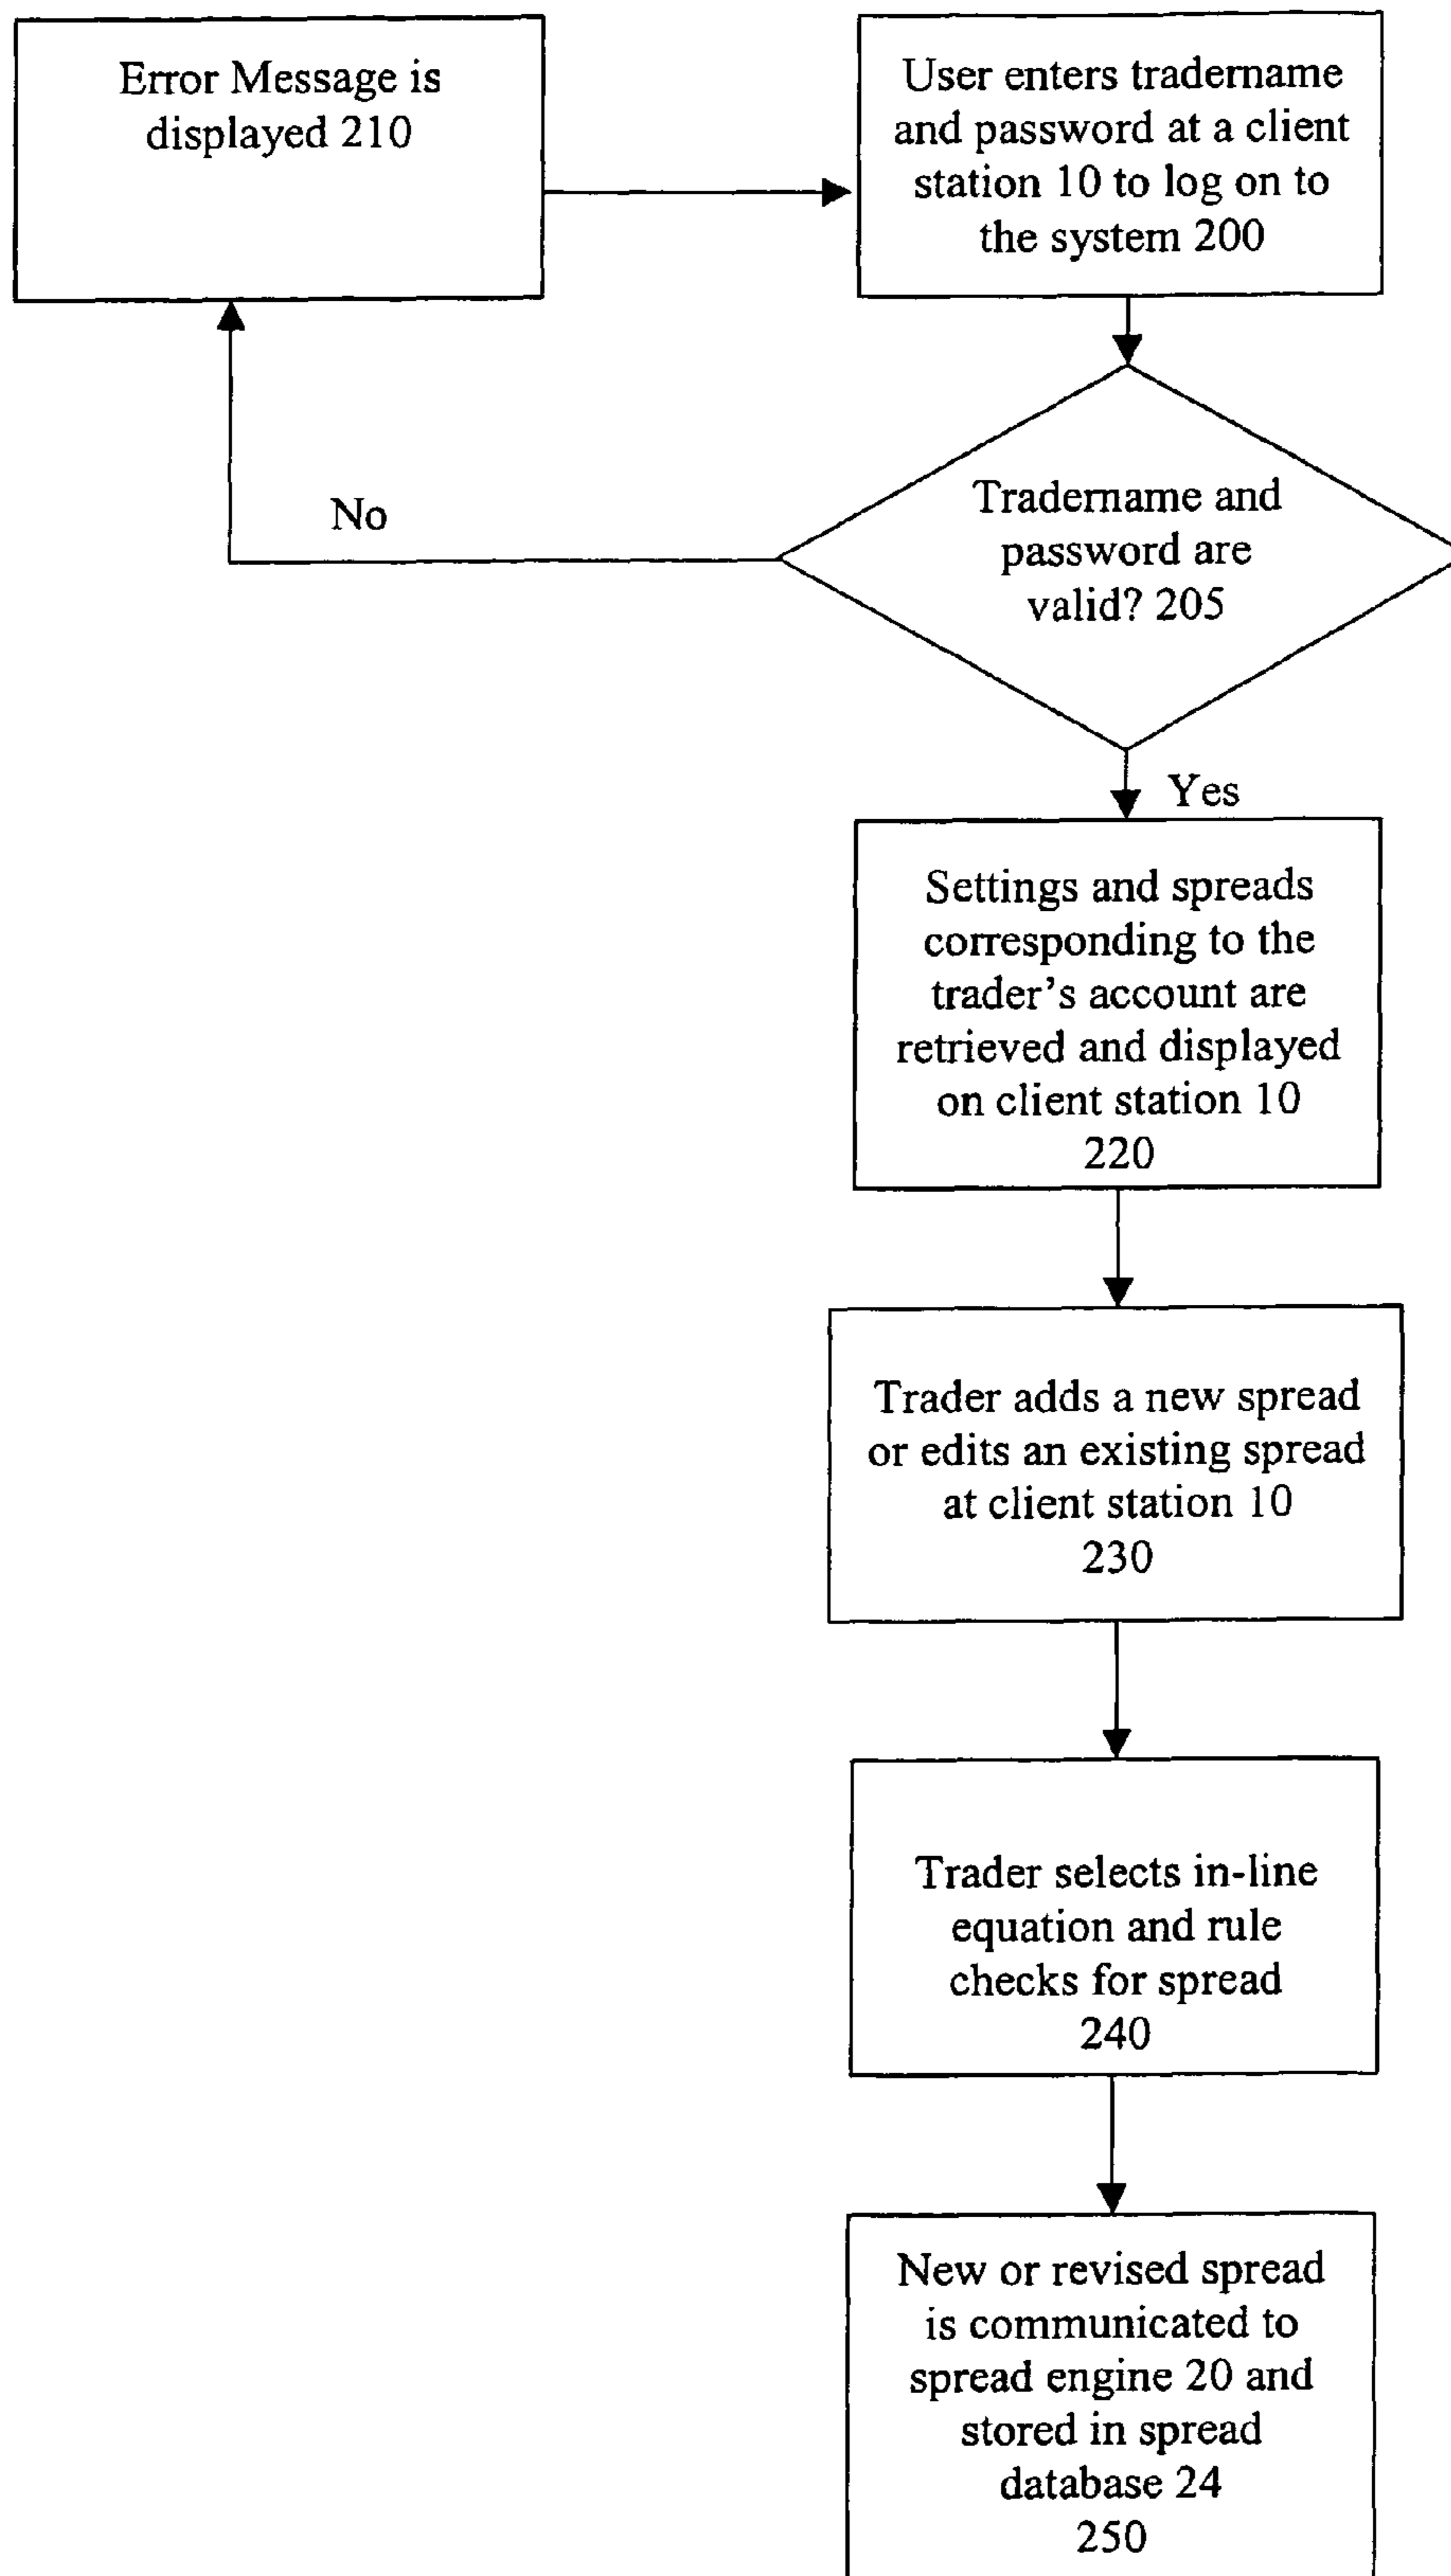 Error Message is
displayed 210
User enters tradername
and password at a client
station 10 to log on to
the system 200
No
Tradername and
password are
valid? 205
Yes
Settings and spreads
corresponding to the
trader’s account are
retrieved and displayed
on client station 10
220
Trader adds a new spread
or edits an existing spread
at client station 10
230
Trader selects in-line
equation and rule
checks for spread
240
New or revised spread
is communicated to
spread engine 20 and
stored in spread
database 24
250